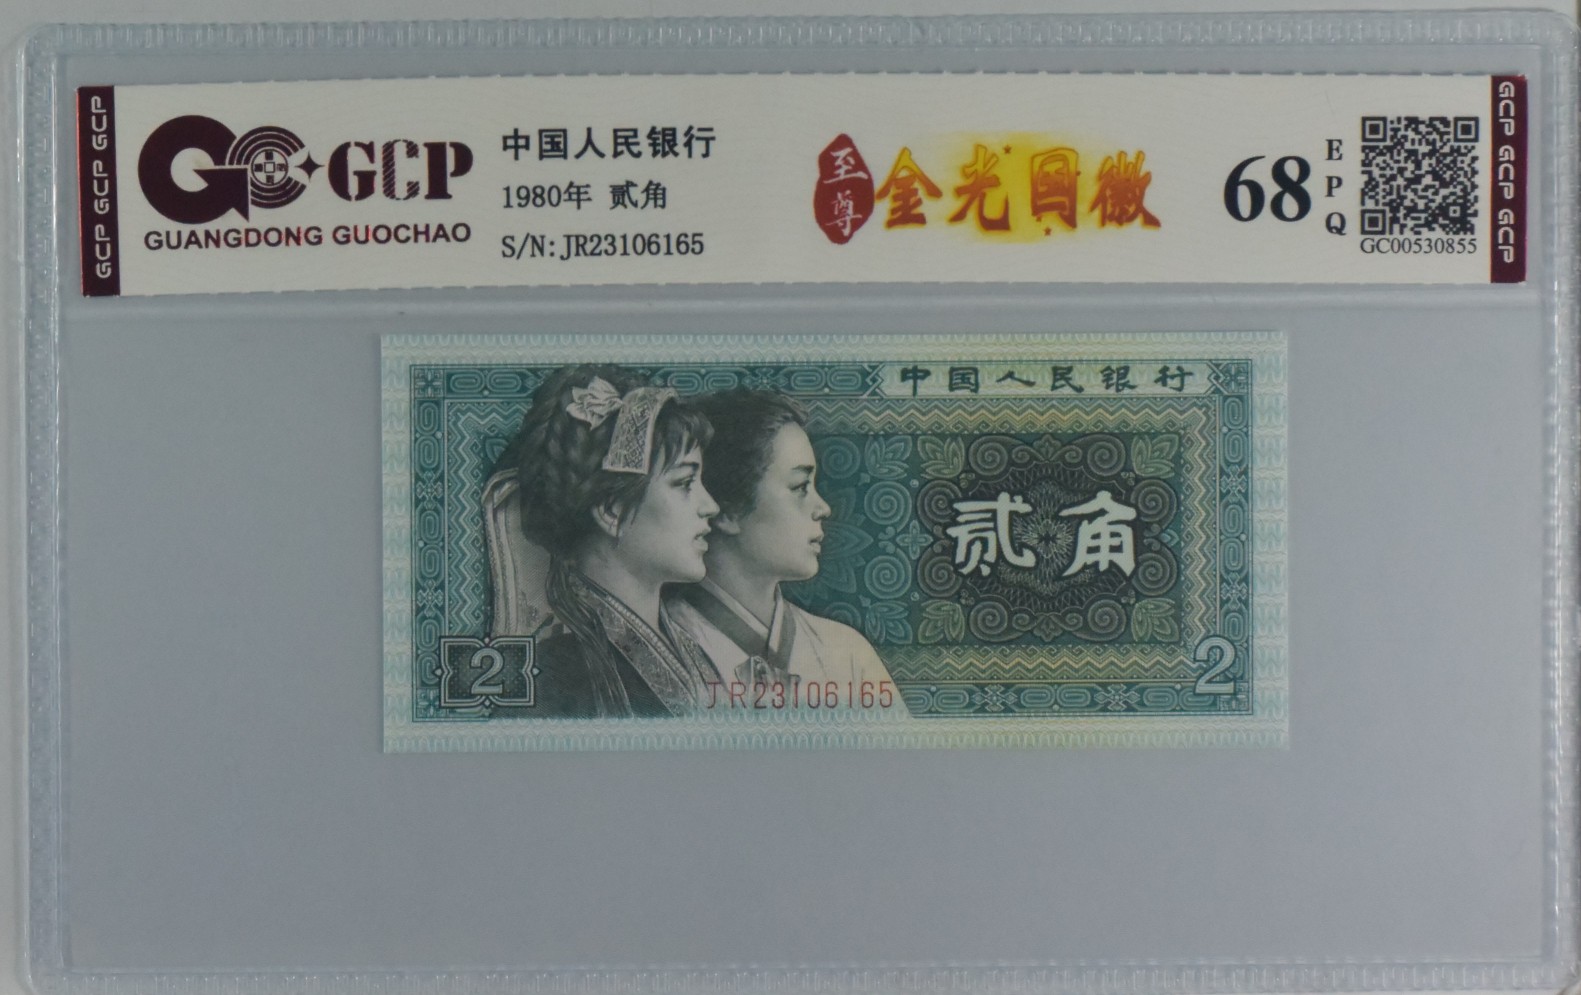 GCP GCP GCP
GCP
GUANGDONG GUOCHAO
中国人民银行
1980年 贰角
S/N:JR23106165
至尊
金光国徽
68
EPQ
GC00530855
GCP GCP GCP
中国人民银行
贰角
2
JR23106165
2